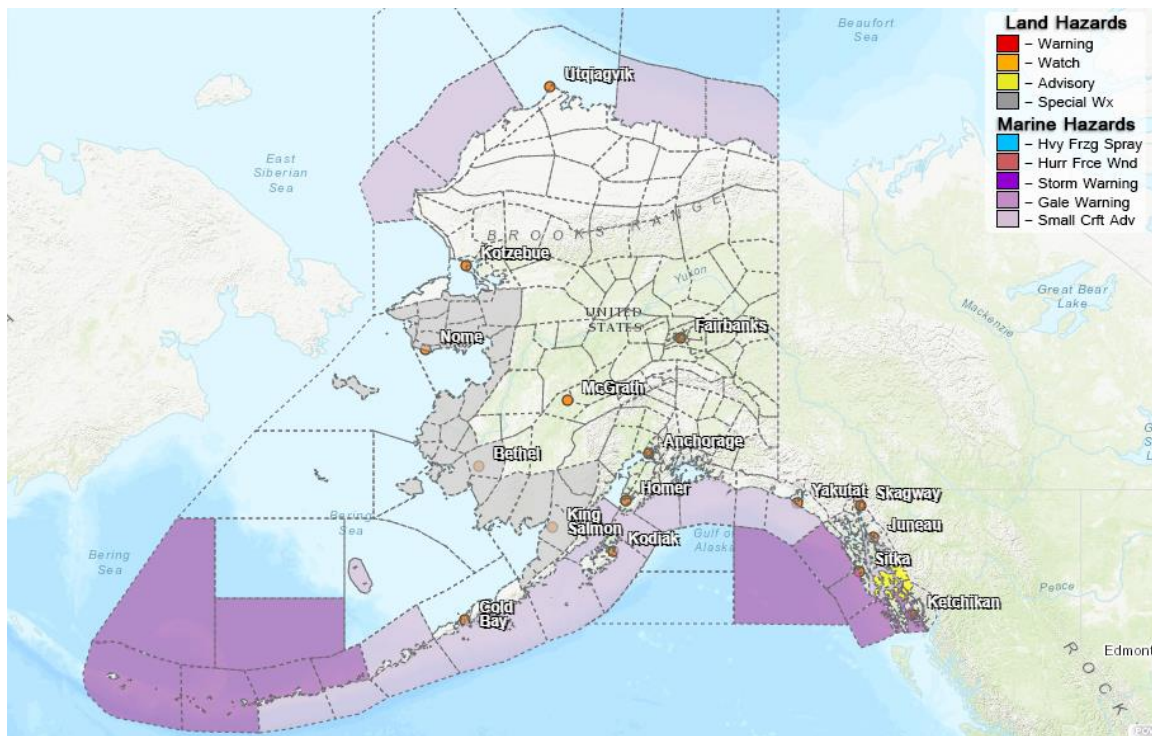 Beaufort
Sea
Land Hazards
– Warning
– Watch
– Advisory
– Special Wx
Marine Hazards
– Hvy Frzg Spray
– Hurr Frce Wnd
– Storm Warning
– Gale Warning
– Small Crft Adv
Utqiagvik
East
Siberian
Sea
BROOKS RANGE
Kotzebue
Yukon
Great Bear
Lake
Mackenzie
UNITED
STATES
Fairbanks
Nome
McGrath
Anchorage
Bethel
Homer
Yakutat
Skagway
King
Salmon
Kodiak
Juneau
Bering
Sea
Gulf of
Alaska
Bering
Sea
Sitka
Peace
Cold
Bay
Ketchikan
Edmont
ROCK